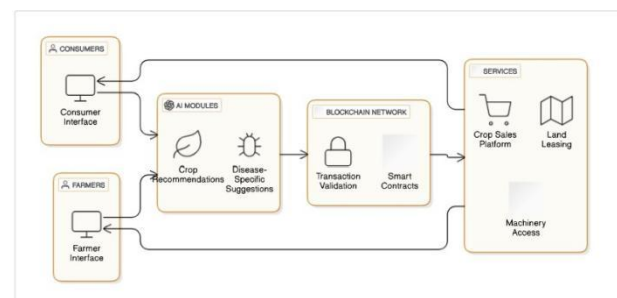 CONSUMERS
Consumer
Interface
FARMERS
Farmer
Interface
AI MODULES
Crop
Recommendations
Disease-
Specific
Suggestions
BLOCKCHAIN NETWORK
Transaction
Validation
Smart
Contracts
SERVICES
Crop Sales
Platform
Land
Leasing
Machinery
Access